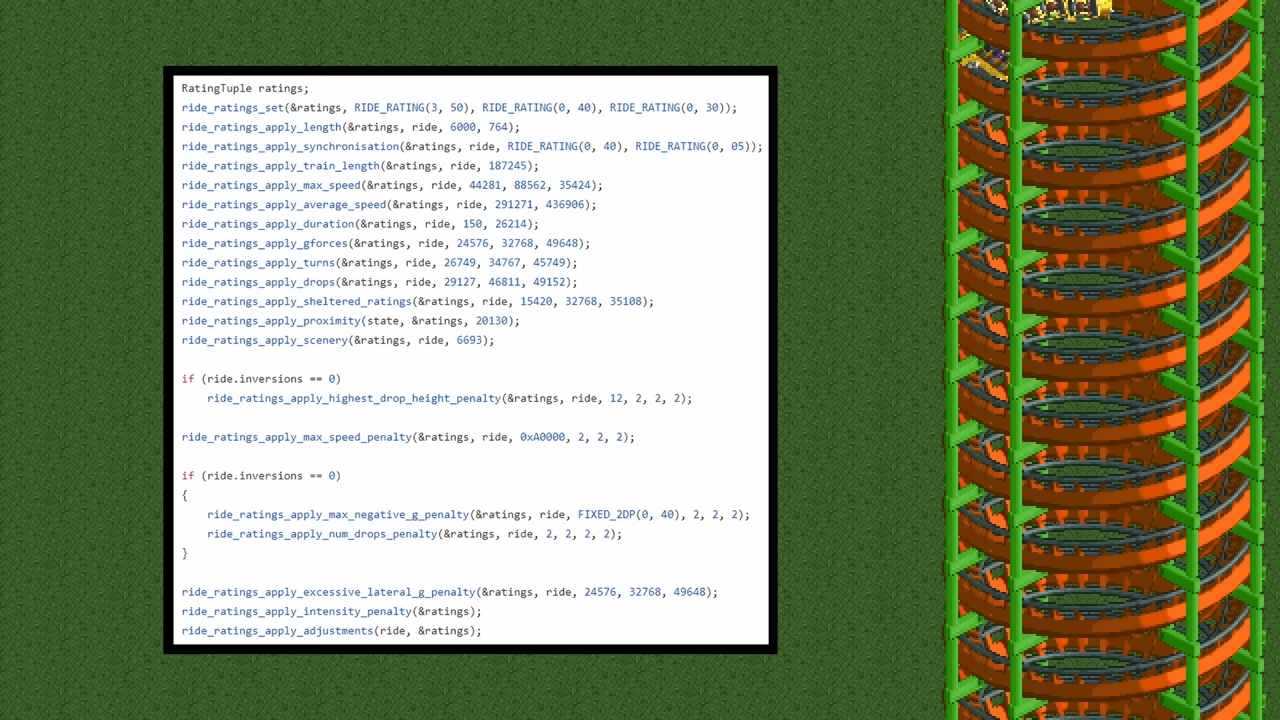 RatingTuple ratings;
ride_ratings_set(&ratings, RIDE_RATING(3, 50), RIDE_RATING(0, 40), RIDE_RATING(0, 30));
ride_ratings_apply_length(&ratings, ride, 6000, 764);
ride_ratings_apply_synchronisation(&ratings, ride, RIDE_RATING(0, 40), RIDE_RATING(0, 05));
ride_ratings_apply_train_length(&ratings, ride, 187245);
ride_ratings_apply_max_speed(&ratings, ride, 44281, 88562, 35424);
ride_ratings_apply_average_speed(&ratings, ride, 291271, 436906);
ride_ratings_apply_duration(&ratings, ride, 150, 26214);
ride_ratings_apply_gforces(&ratings, ride, 24576, 32768, 49648);
ride_ratings_apply_turns(&ratings, ride, 26749, 34767, 45749);
ride_ratings_apply_drops(&ratings, ride, 29127, 46811, 49152);
ride_ratings_apply_sheltered_ratings(&ratings, ride, 15420, 32768, 35108);
ride_ratings_apply_proximity(state, &ratings, 20130);
ride_ratings_apply_scenery(&ratings, ride, 6693);
if (ride.inversions == 0)
ride_ratings_apply_highest_drop_height_penalty(&ratings, ride, 12, 2, 2, 2);
ride_ratings_apply_max_speed_penalty(&ratings, ride, 0xA0000, 2, 2, 2);
if (ride.inversions == 0)
{
ride_ratings_apply_max_negative_g_penalty(&ratings, ride, FIXED_2DP(0, 40), 2, 2, 2);
ride_ratings_apply_num_drops_penalty(&ratings, ride, 2, 2, 2, 2);
}
ride_ratings_apply_excessive_lateral_g_penalty(&ratings, ride, 24576, 32768, 49648);
ride_ratings_apply_intensity_penalty(&ratings);
ride_ratings_apply_adjustments(ride, &ratings);